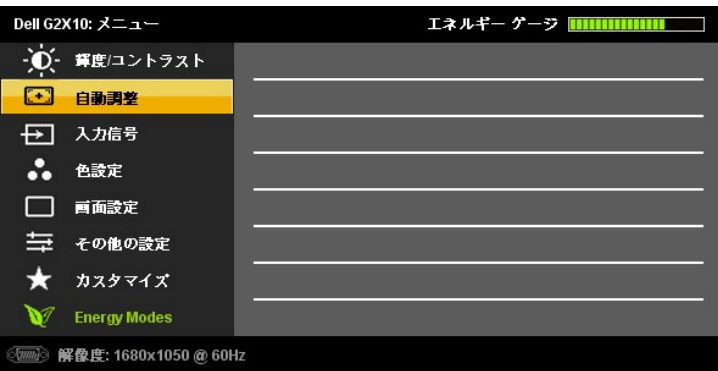 Dell G2X10: メニュー エネルギー ゲージ
輝度/コントラスト
自動調整
入力信号
色設定
画面設定
その他の設定
カスタマイズ
Energy Modes
解像度: 1680x1050 @ 60Hz